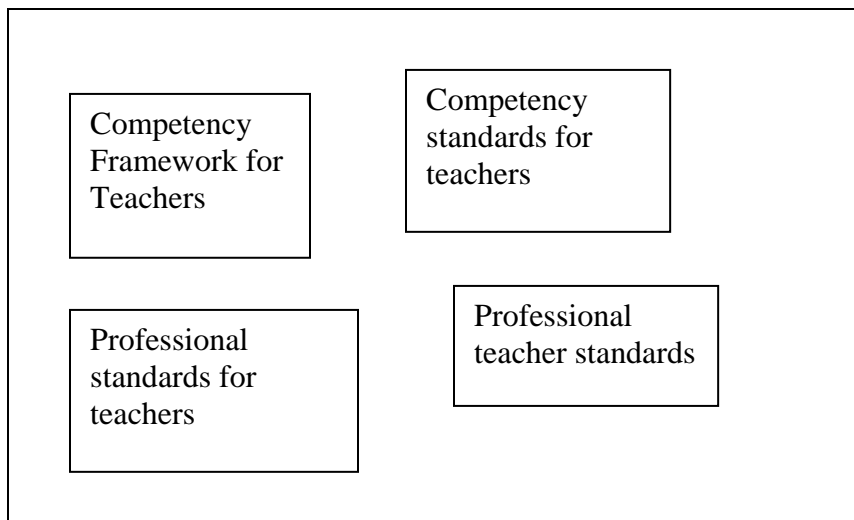 Competency
Framework for
Teachers
Competency
standards for
teachers
Professional
standards for
teachers
Professional
teacher standards